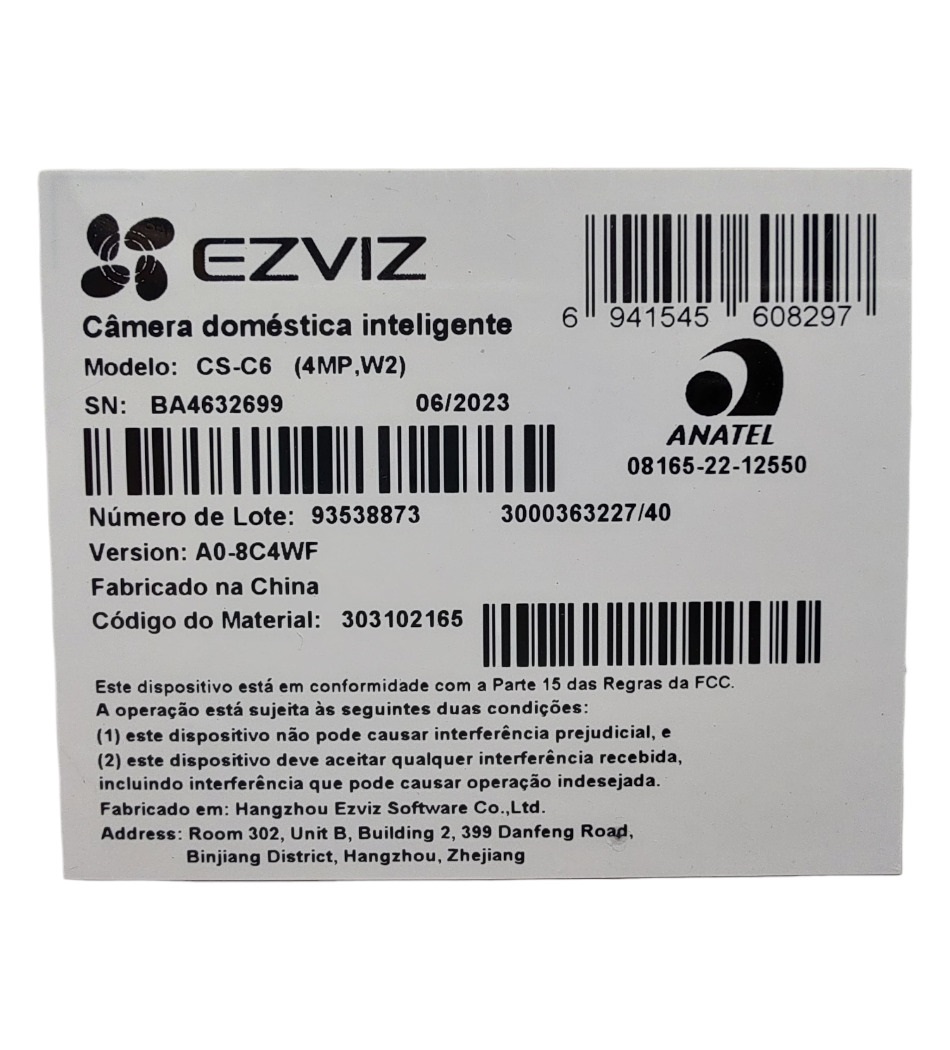 EZVIZ
Câmera doméstica inteligente
6 941545 608297
Modelo: CS-C6 (4MP,W2)
SN: BA4632699 06/2023
ANATEL
08165-22-12550
Número de Lote: 93538873 3000363227/40
Version: A0-8C4WF
Fabricado na China
Código do Material: 303102165
Este dispositivo está em conformidade com a Parte 15 das Regras da FCC.
A operação está sujeita às seguintes duas condições:
(1) este dispositivo não pode causar interferência prejudicial, e
(2) este dispositivo deve aceitar qualquer interferência recebida,
incluindo interferência que pode causar operação indesejada.
Fabricado em: Hangzhou Ezviz Software Co.,Ltd.
Address: Room 302, Unit B, Building 2, 399 Danfeng Road,
Binjiang District, Hangzhou, Zhejiang